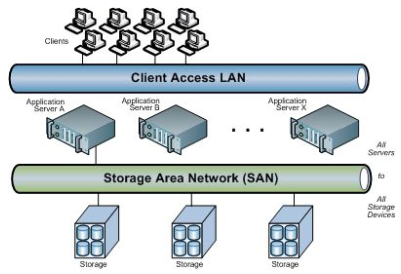 Clients
Client Access LAN
Application
Server A
Application
Server B
Application
Server X
. . .
All
Servers
to
All
Storage
Devices
Storage Area Network (SAN)
Storage
Storage
Storage